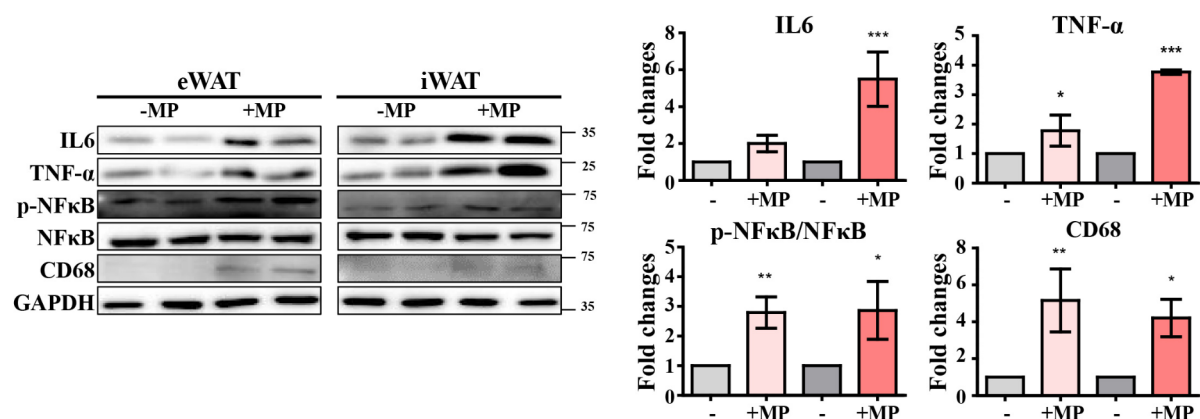 eWAT
iWAT
-MP +MP
-MP +MP
IL6
TNF-α
p-NFκB
NFκB
CD68
GAPDH
35
25
75
75
75
35
IL6
Fold changes
8
6
4
2
0
***
- +MP - +MP
TNF-α
Fold changes
5
4
3
2
1
0
*
***
- +MP - +MP
p-NFκB/NFκB
Fold changes
5
4
3
2
1
0
**
*
- +MP - +MP
CD68
Fold changes
8
6
4
2
0
**
*
- +MP - +MP